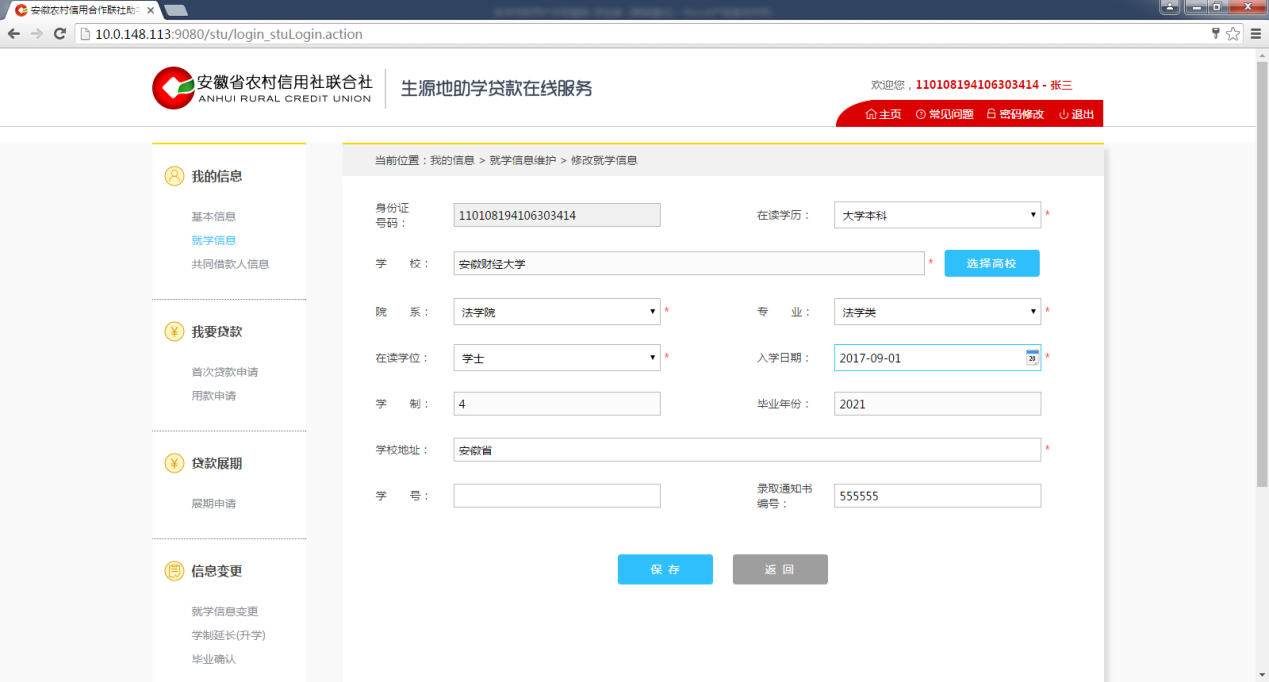 安徽农村信用合作联社助
10.0.148.113:9080/stu/login_stuLogin.action
安徽省农村信用社联合社
ANHUI RURAL CREDIT UNION
生源地助学贷款在线服务
欢迎您，110108194106303414 - 张三
主页 常见问题 密码修改 退出
我的信息
基本信息
就学信息
共同借款人信息
我要贷款
首次贷款申请
用款申请
贷款展期
展期申请
信息变更
就学信息变更
学制延长(升学)
毕业确认
当前位置：我的信息 > 就学信息维护 > 修改就学信息
身份证号码： 110108194106303414 在读学历： 大学本科 *
学 校： 安徽财经大学 * 选择高校
院 系： 法学院 * 专 业： 法学类 *
在读学位： 学士 * 入学日期： 2017-09-01 *
学 制： 4 毕业年份： 2021
学校地址： 安徽省 *
学 号： 录取通知书编号： 555555
保 存 返 回